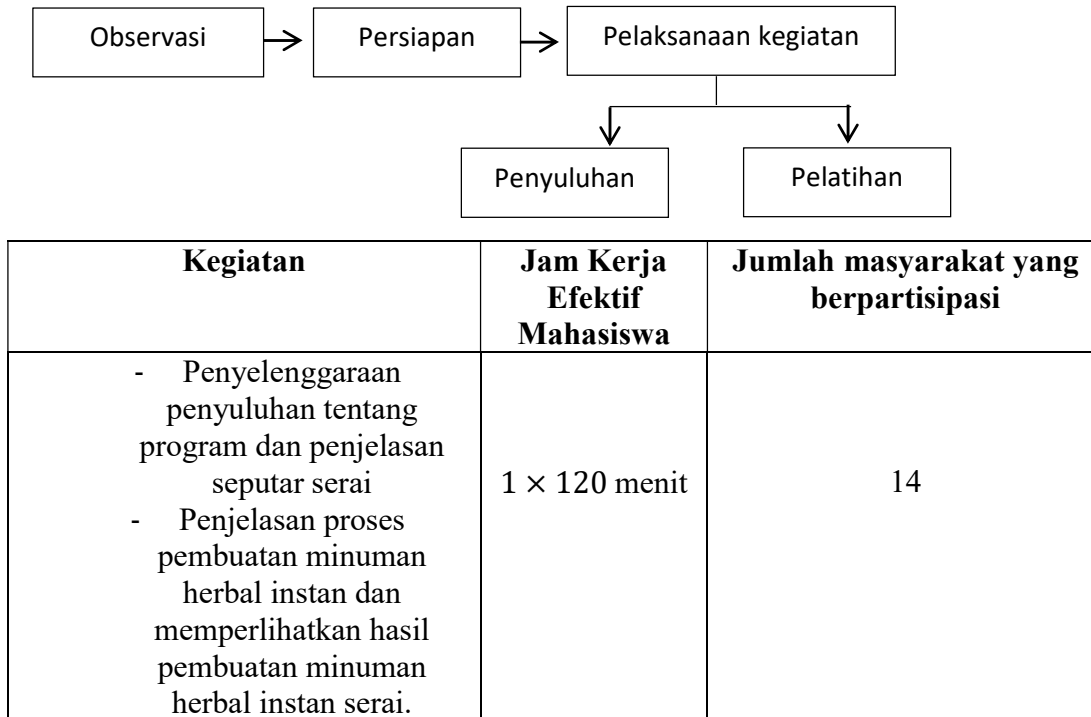 Observasi
Persiapan
Pelaksanaan kegiatan
Penyuluhan
Pelatihan
Kegiatan
Jam Kerja
Efektif
Mahasiswa
Jumlah masyarakat yang
berpartisipasi
- Penyelenggaraan
penyuluhan tentang
program dan penjelasan
seputar serai
- Penjelasan proses
pembuatan minuman
herbal instan dan
memperlihatkan hasil
pembuatan minuman
herbal instan serai.
1 × 120 menit
14